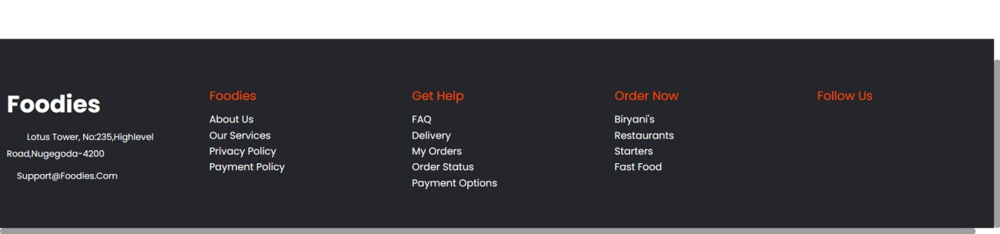 Foodies
Lotus Tower, No:235,Highlevel
Road,Nugegoda-4200
Support@Foodies.Com
Foodies
About Us
Our Services
Privacy Policy
Payment Policy
Get Help
FAQ
Delivery
My Orders
Order Status
Payment Options
Order Now
Biryani's
Restaurants
Starters
Fast Food
Follow Us